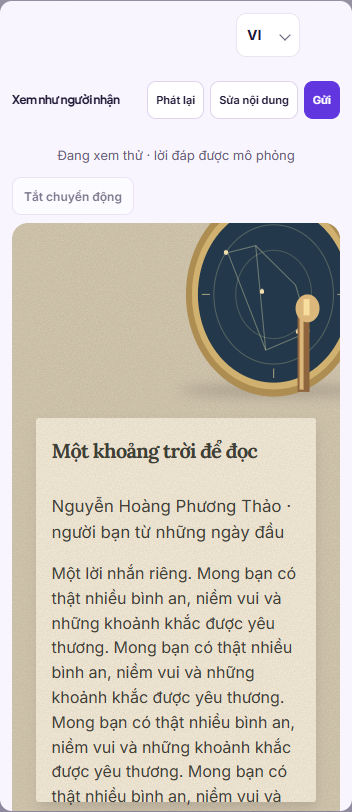 VI
Xem như người nhận
Phát lại
Sửa nội dung
Gửi
Đang xem thử · lời đáp được mô phỏng
Tắt chuyển động
Một khoảng trời để đọc
Nguyễn Hoàng Phương Thảo ·
người bạn từ những ngày đầu
Một lời nhắn riêng. Mong bạn có
thật nhiều bình an, niềm vui và
những khoảnh khắc được yêu
thương. Mong bạn có thật nhiều
bình an, niềm vui và những
khoảnh khắc được yêu thương.
Mong bạn có thật nhiều bình an,
niềm vui và những khoảnh khắc
được yêu thương. Mong bạn có
thật nhiều bình an, niềm vui và